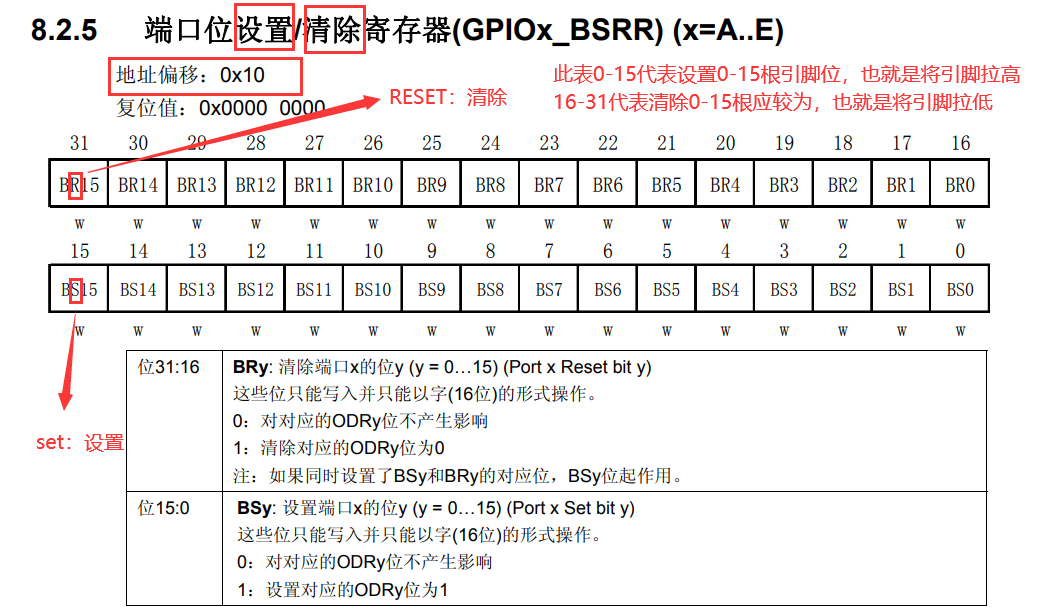 8.2.5 端口位设置/清除寄存器(GPIOx_BSRR) (x=A..E)
地址偏移：0x10
复位值：0x0000 0000
RESET：清除
此表0-15代表设置0-15根引脚位，也就是将引脚拉高
16-31代表清除0-15根应较为，也就是将引脚拉低
31 30 29 28 27 26 25 24 23 22 21 20 19 18 17 16
BR15 BR14 BR13 BR12 BR11 BR10 BR9 BR8 BR7 BR6 BR5 BR4 BR3 BR2 BR1 BR0
w w w w w w w w w w w w w w w w
15 14 13 12 11 10 9 8 7 6 5 4 3 2 1 0
BS15 BS14 BS13 BS12 BS11 BS10 BS9 BS8 BS7 BS6 BS5 BS4 BS3 BS2 BS1 BS0
w w w w w w w w w w w w w w w w
set：设置
位31:16 BRy: 清除端口x的位y (y = 0…15) (Port x Reset bit y)
这些位只能写入并只能以字(16位)的形式操作。
0：对对应的ODRy位不产生影响
1：清除对应的ODRy位为0
注：如果同时设置了BSy和BRy的对应位，BSy位起作用。
位15:0 BSy: 设置端口x的位y (y = 0…15) (Port x Set bit y)
这些位只能写入并只能以字(16位)的形式操作。
0：对对应的ODRy位不产生影响
1：设置对应的ODRy位为1